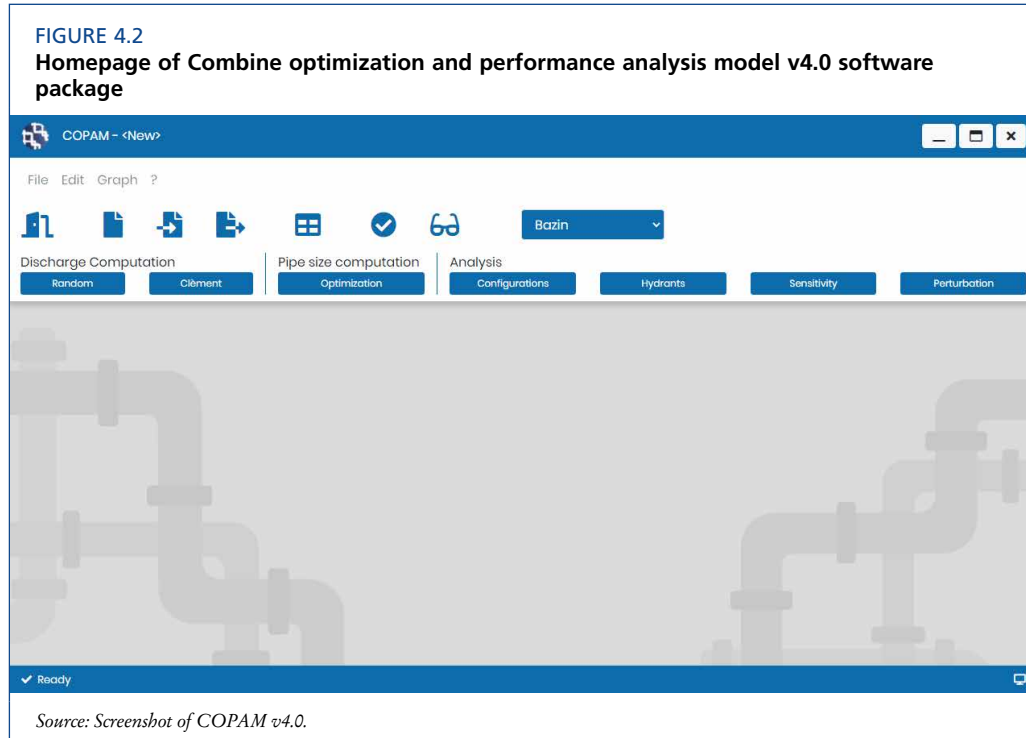 FIGURE 4.2
Homepage of Combine optimization and performance analysis model v4.0 software
package
COPAM - <New>
File Edit Graph ?
Bazin
Discharge Computation Pipe size computation Analysis
Random Clèment Optimization Configurations Hydrants Sensitivity Perturbation
Ready
Source: Screenshot of COPAM v4.0.